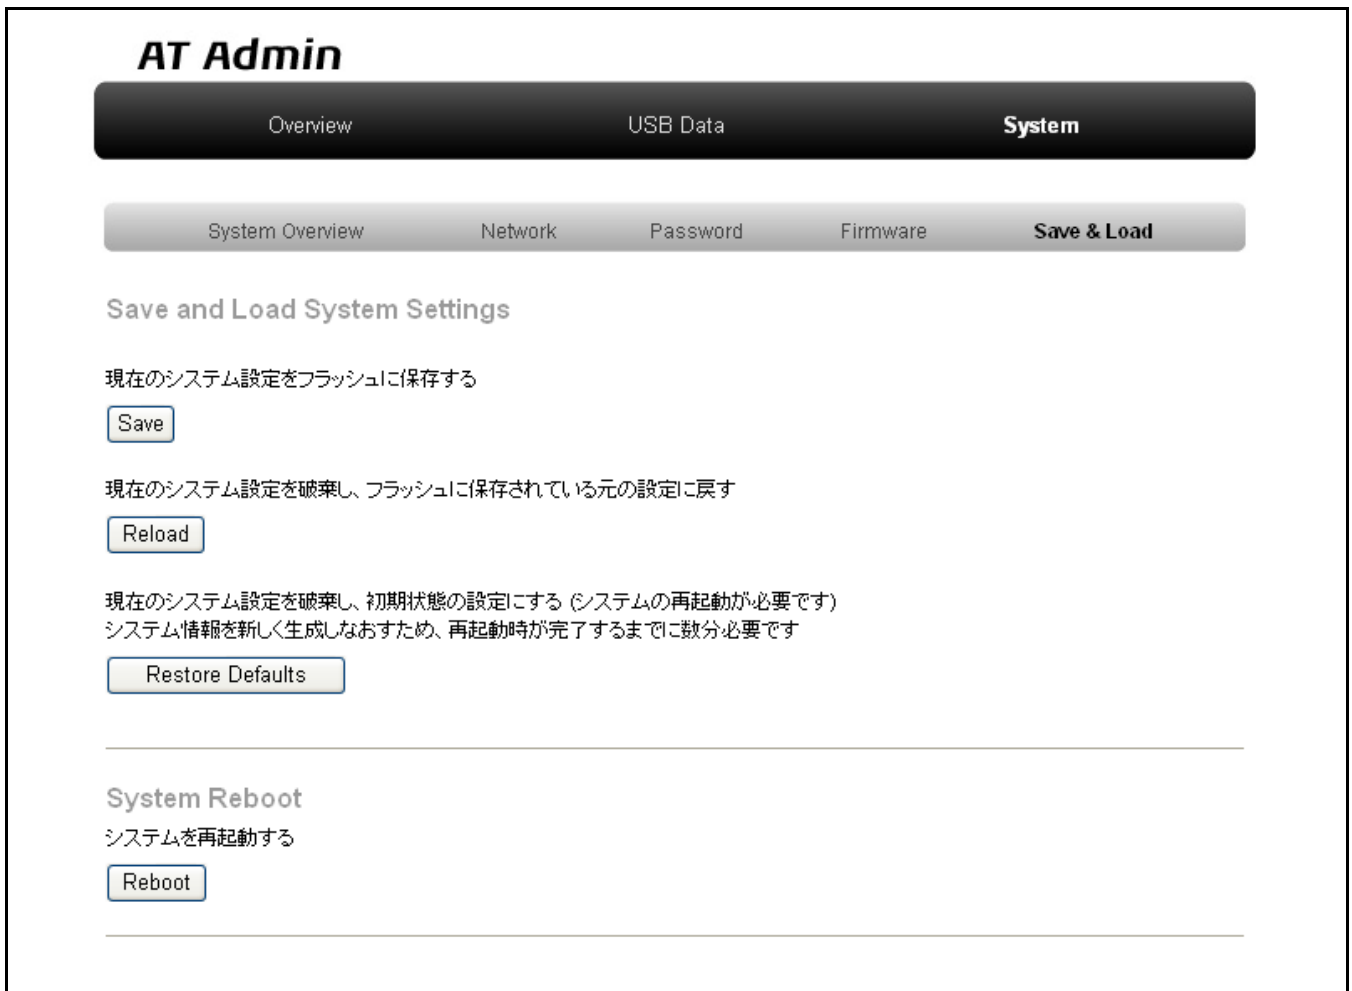 AT Admin
Overview USB Data System
System Overview Network Password Firmware Save & Load
Save and Load System Settings
現在のシステム設定をフラッシュに保存する
Save
現在のシステム設定を破棄し、フラッシュに保存されている元の設定に戻す
Reload
現在のシステム設定を破棄し、初期状態の設定にする (システムの再起動が必要です)
システム情報を新しく生成しなおすため、再起動時が完了するまでに数分必要です
Restore Defaults
System Reboot
システムを再起動する
Reboot